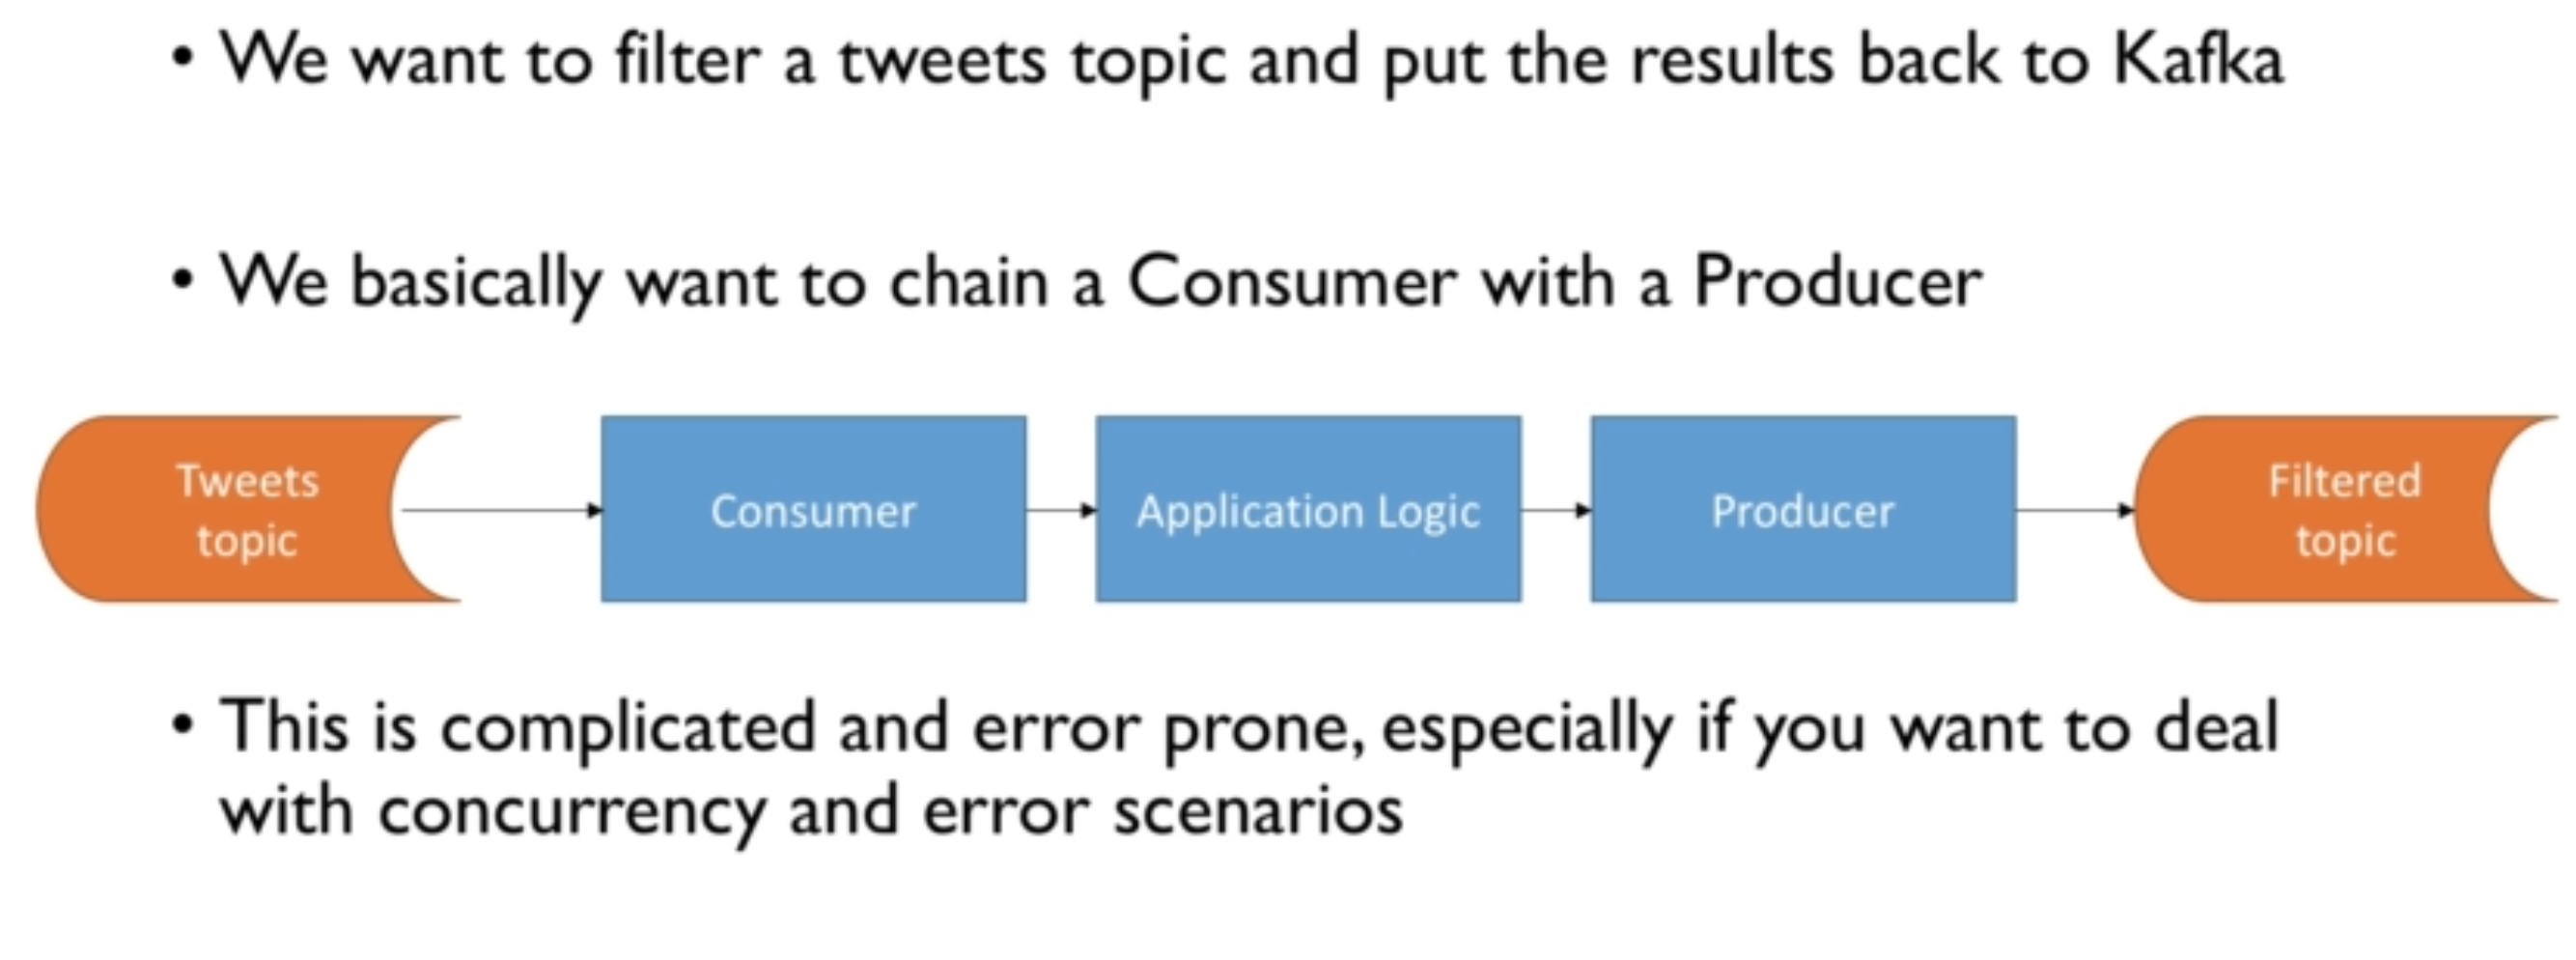 • We want to filter a tweets topic and put the results back to Kafka
• We basically want to chain a Consumer with a Producer
Tweets
topic
Consumer
Application Logic
Producer
Filtered
topic
• This is complicated and error prone, especially if you want to deal
with concurrency and error scenarios